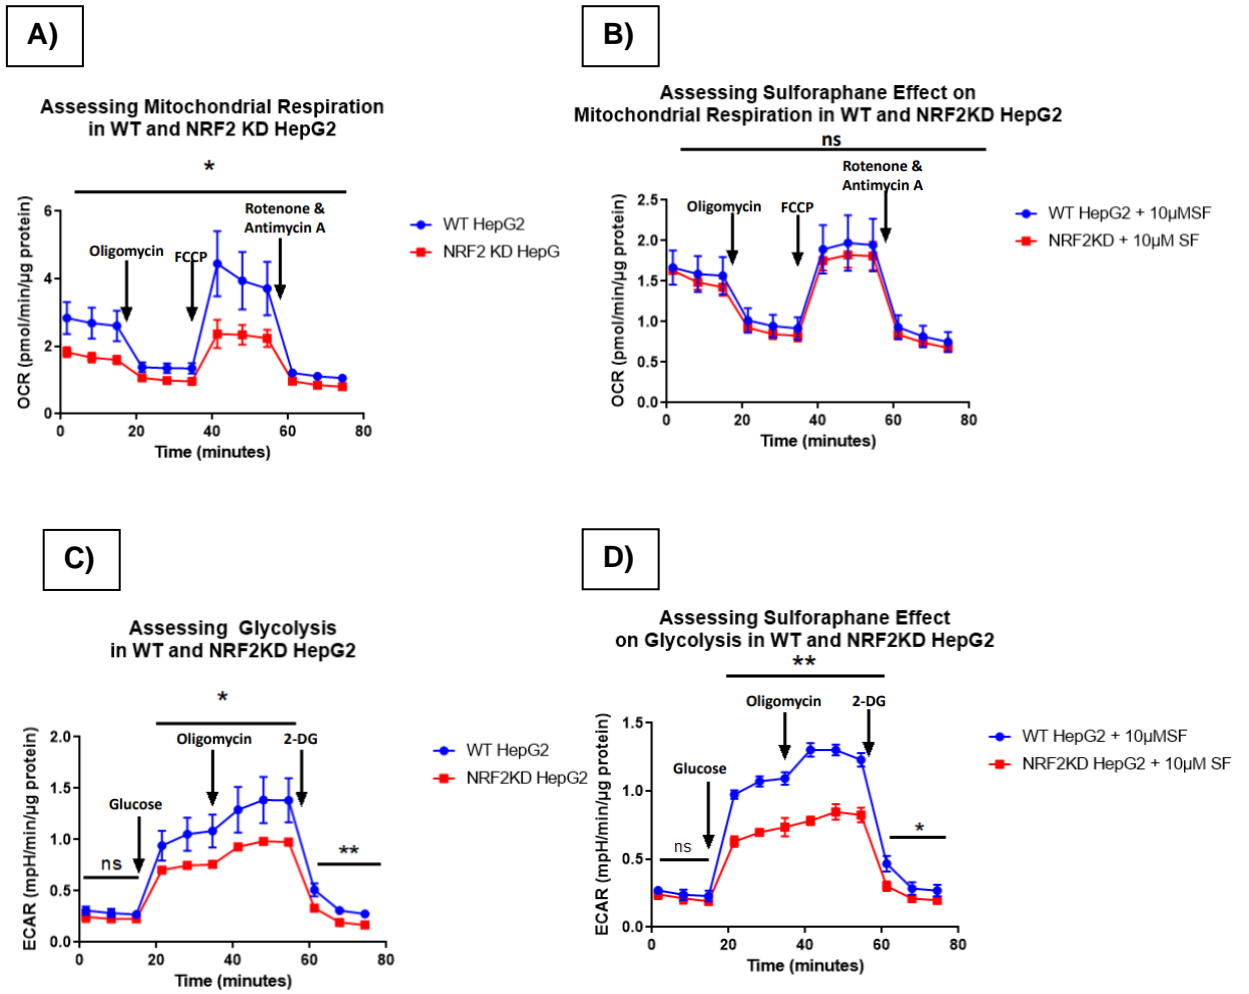 A)
Assessing Mitochondrial Respiration
in WT and NRF2 KD HepG2
*
OCR (pmol/min/µg protein)
6
4
2
0
Oligomycin
FCCP
Rotenone &
Antimycin A
0
20
40
60
80
Time (minutes)
WT HepG2
NRF2 KD HepG
B)
Assessing Sulforaphane Effect on
Mitochondrial Respiration in WT and NRF2KD HepG2
ns
OCR (pmol/min/µg protein)
2.5
2.0
1.5
1.0
0.5
0.0
Oligomycin
FCCP
Rotenone &
Antimycin A
0
20
40
60
80
Time (minutes)
WT HepG2 + 10µMSF
NRF2KD + 10µM SF
C)
Assessing Glycolysis
in WT and NRF2KD HepG2
*
ECAR (mpH/min/µg protein)
2.0
1.5
1.0
0.5
0.0
ns
Glucose
Oligomycin
2-DG
**
0
20
40
60
80
Time (minutes)
WT HepG2
NRF2KD HepG2
D)
Assessing Sulforaphane Effect
on Glycolysis in WT and NRF2KD HepG2
**
ECAR (mpH/min/µg protein)
1.5
1.0
0.5
0.0
ns
Glucose
Oligomycin
2-DG
*
0
20
40
60
80
Time (minutes)
WT HepG2 + 10µMSF
NRF2KD HepG2 + 10µM SF